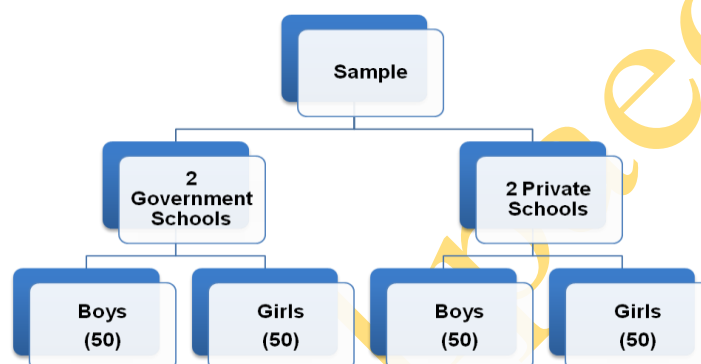 Sample
2
Government
Schools
2 Private
Schools
Boys
(50)
Girls
(50)
Boys
(50)
Girls
(50)